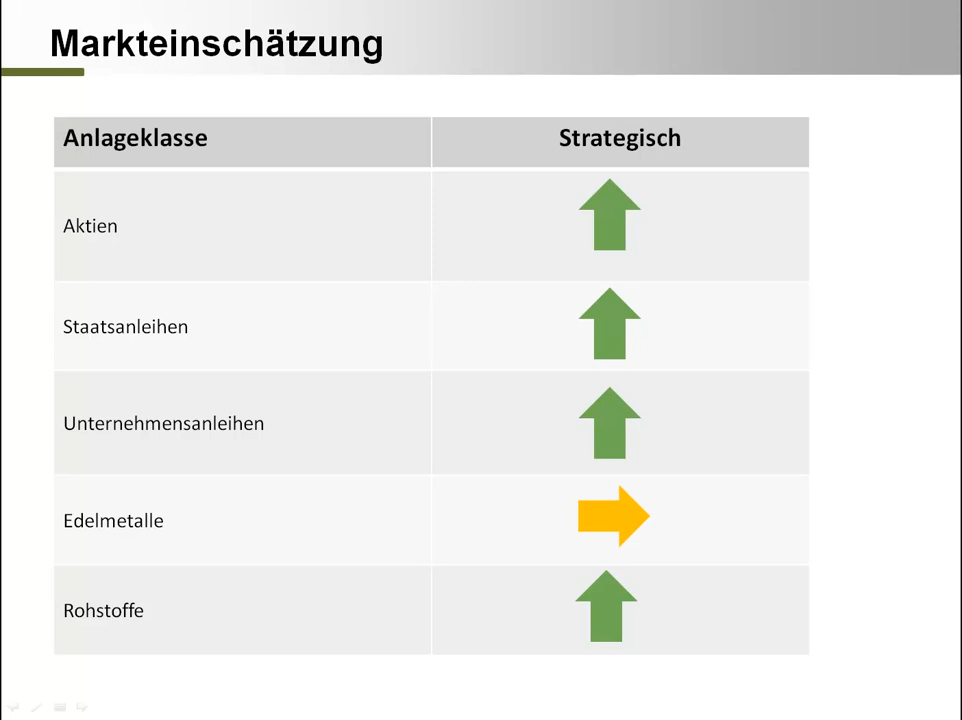 Markteinschätzung
Anlageklasse Strategisch
Aktien
Staatsanleihen
Unternehmensanleihen
Edelmetalle
Rohstoffe